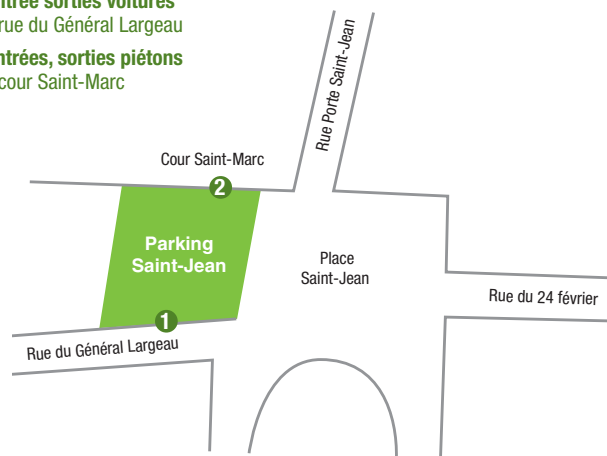 ntrée sorties voitures
rue du Général Largeau
ntrées, sorties piétons
cour Saint-Marc
Rue Porte Saint-Jean
Cour Saint-Marc
2
Parking
Saint-Jean
Place
Saint-Jean
Rue du 24 février
1
Rue du Général Largeau